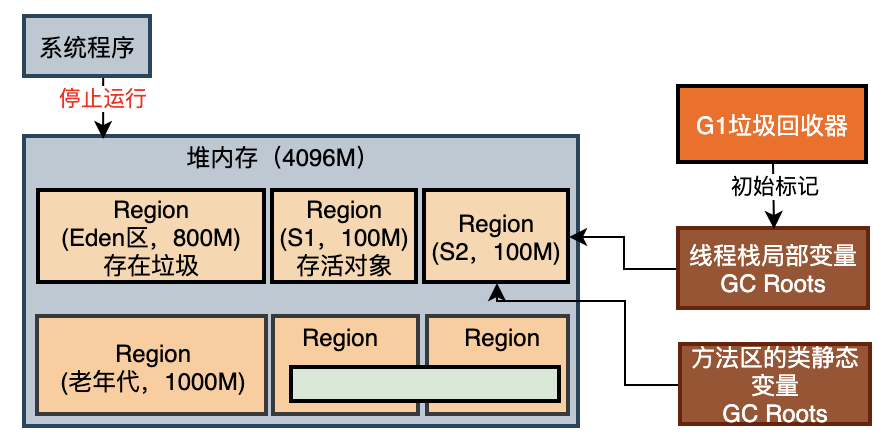 系统程序
停止运行
堆内存（4096M）
Region
(Eden区，800M)
存在垃圾
Region
(S1，100M)
存活对象
Region
(S2，100M)
Region
(老年代，1000M)
Region
Region
G1垃圾回收器
初始标记
线程栈局部变量
GC Roots
方法区的类静态
变量
GC Roots